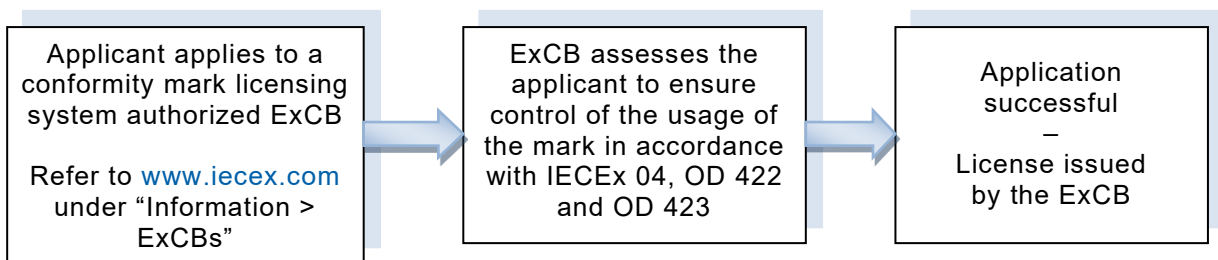 Applicant applies to a
conformity mark licensing
system authorized ExCB
Refer to www.iecex.com
under “Information >
ExCBs”
ExCB assesses the
applicant to ensure
control of the usage of
the mark in accordance
with IECEx 04, OD 422
and OD 423
Application
successful
–
License issued
by the ExCB